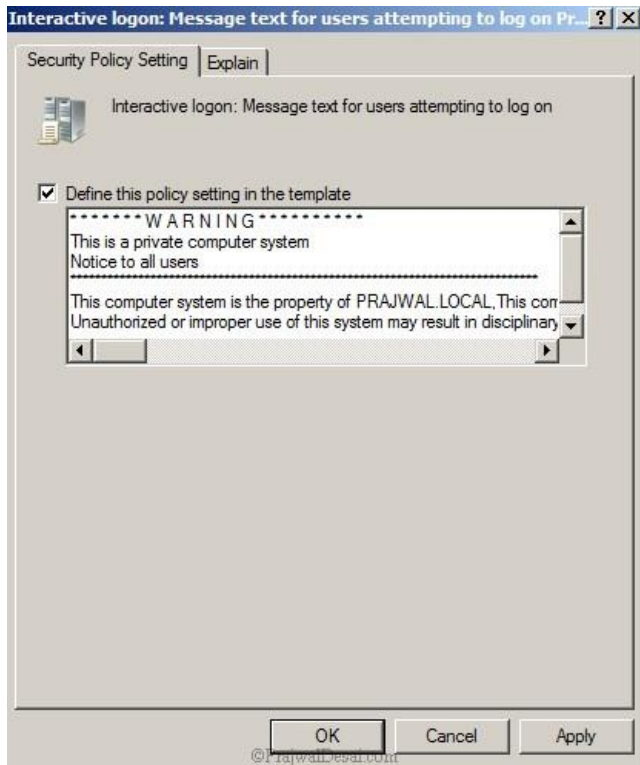 Interactive logon: Message text for users attempting to log on Pr...
Security Policy Setting
Explain
Interactive logon: Message text for users attempting to log on
Define this policy setting in the template
* * * * * * * W A R N I N G * * * * * * * * * *
This is a private computer system
Notice to all users
This computer system is the property of PRAJWAL.LOCAL,This com
Unauthorized or improper use of this system may result in disciplinary
OK
Cancel
Apply
©PrajwalDesai.com